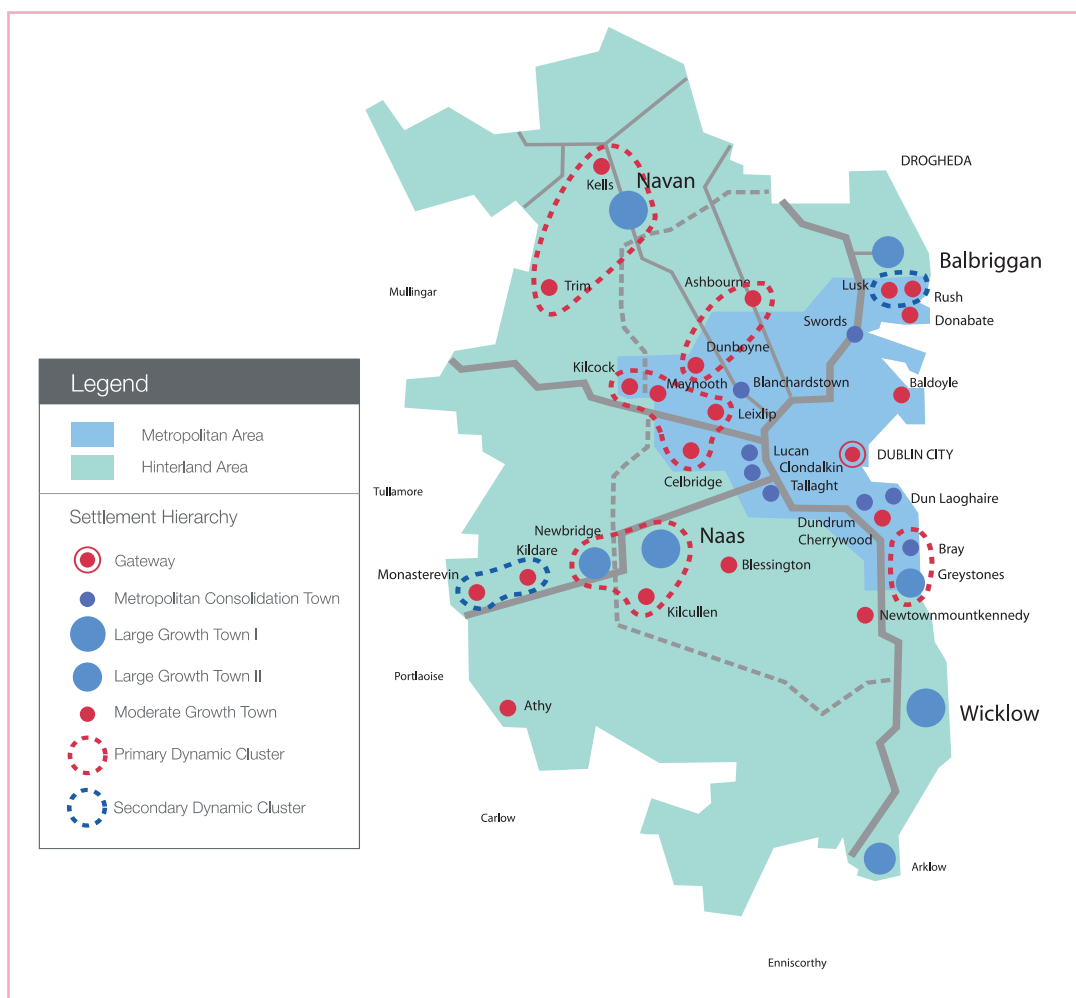 DROGHEDA
Kells
Navan
Balbriggan
Mullingar
Trim
Ashbourne
Lusk
Rush
Donabate
Swords
Dunboyne
Kilcock
Maynooth
Blanchardstown
Baldoyle
Leixlip
Legend
Metropolitan Area
Hinterland Area
Settlement Hierarchy
Gateway
Metropolitan Consolidation Town
Large Growth Town I
Large Growth Town II
Moderate Growth Town
Primary Dynamic Cluster
Secondary Dynamic Cluster
Lucan
DUBLIN CITY
Clondalkin
Tallaght
Celbridge
Tullamore
Dun Laoghaire
Newbridge
Naas
Dundrum
Cherrywood
Kildare
Bray
Monasterevin
Blessington
Greystones
Kilcullen
Newtownmountkennedy
Portlaoise
Athy
Wicklow
Carlow
Arklow
Enniscorthy